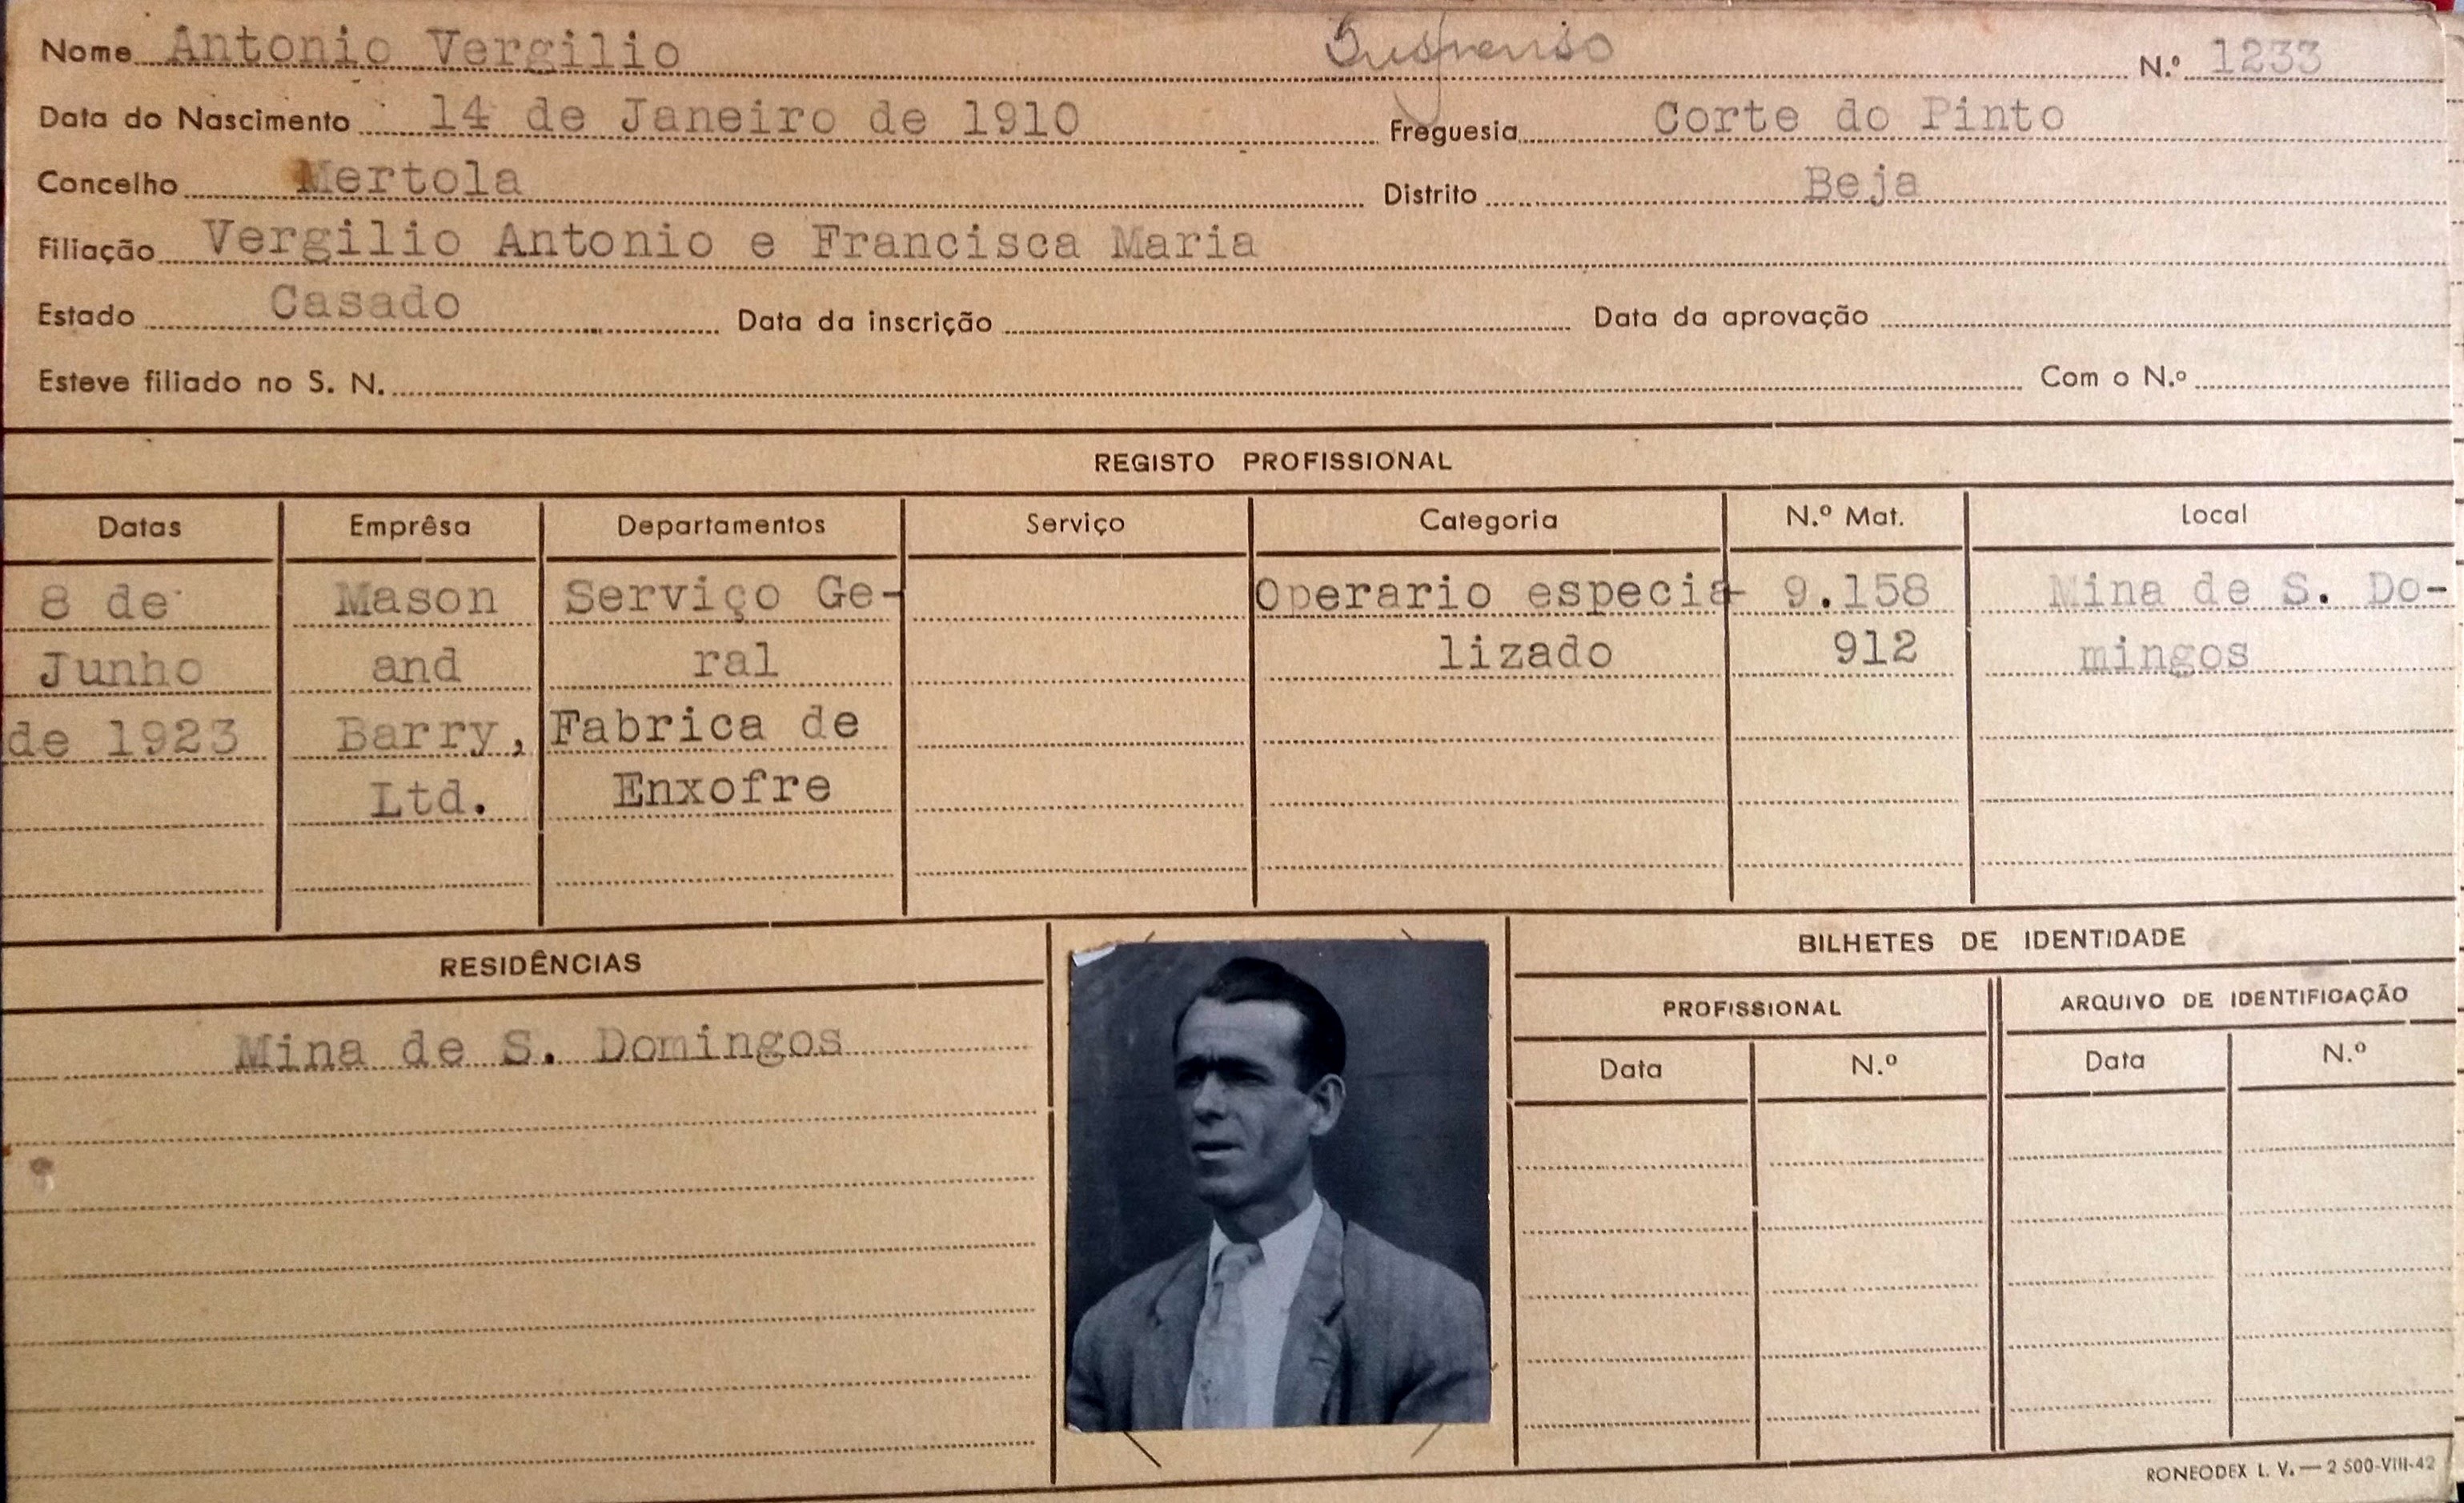 Nome Antonio Vergilio Suspenso N.º 1233
Data do Nascimento 14 de Janeiro de 1910 Freguesia Corte do Pinto
Concelho Mertola Distrito Beja
Filiação Vergilio Antonio e Francisca Maria
Estado Casado Data da inscrição Data da aprovação
Esteve filiado no S. N. Com o N.º
REGISTO PROFISSIONAL
Datas Emprêsa Departamentos Serviço Categoria N.º Mat. Local
8 de Mason Serviço Ge- Operario especia- 9.158 Mina de S. Do-
Junho and ral lizado 912 mingos
de 1923 Barry, Fabrica de
Ltd. Enxofre
RESIDÊNCIAS
Mina de S. Domingos
BILHETES DE IDENTIDADE
PROFISSIONAL ARQUIVO DE IDENTIFICAÇÃO
Data N.º Data N.º
RONEODEX L. V. — 2 500-VIII-42